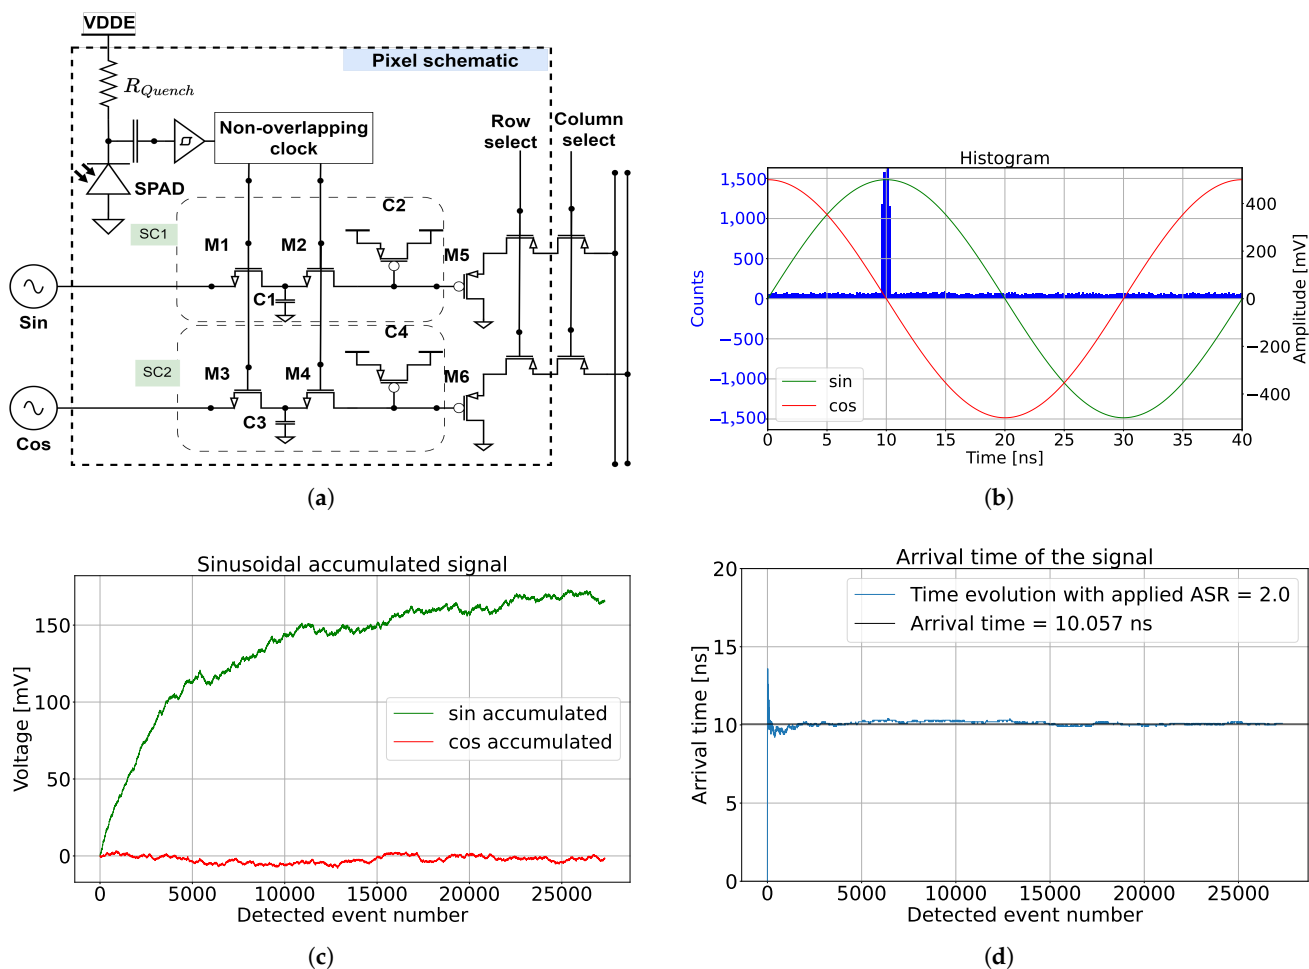 VDDE
Pixel schematic
R_Quench
Non-overlapping
clock
Row
select
Column
select
SPAD
SC1
C2
M1
M2
M5
C1
Sin
C4
SC2
M3
M4
M6
C3
Cos
(a)
Histogram
1,500
1,000
500
0
−500
−1,000
−1,500
Counts
400
200
0
−200
−400
Amplitude [mV]
sin
cos
0 5 10 15 20 25 30 35 40
Time [ns]
(b)
Sinusoidal accumulated signal
150
100
50
0
Voltage [mV]
sin accumulated
cos accumulated
0 5000 10000 15000 20000 25000
Detected event number
(c)
Arrival time of the signal
20
15
10
5
0
Arrival time [ns]
Time evolution with applied ASR = 2.0
Arrival time = 10.057 ns
0 5000 10000 15000 20000 25000
Detected event number
(d)